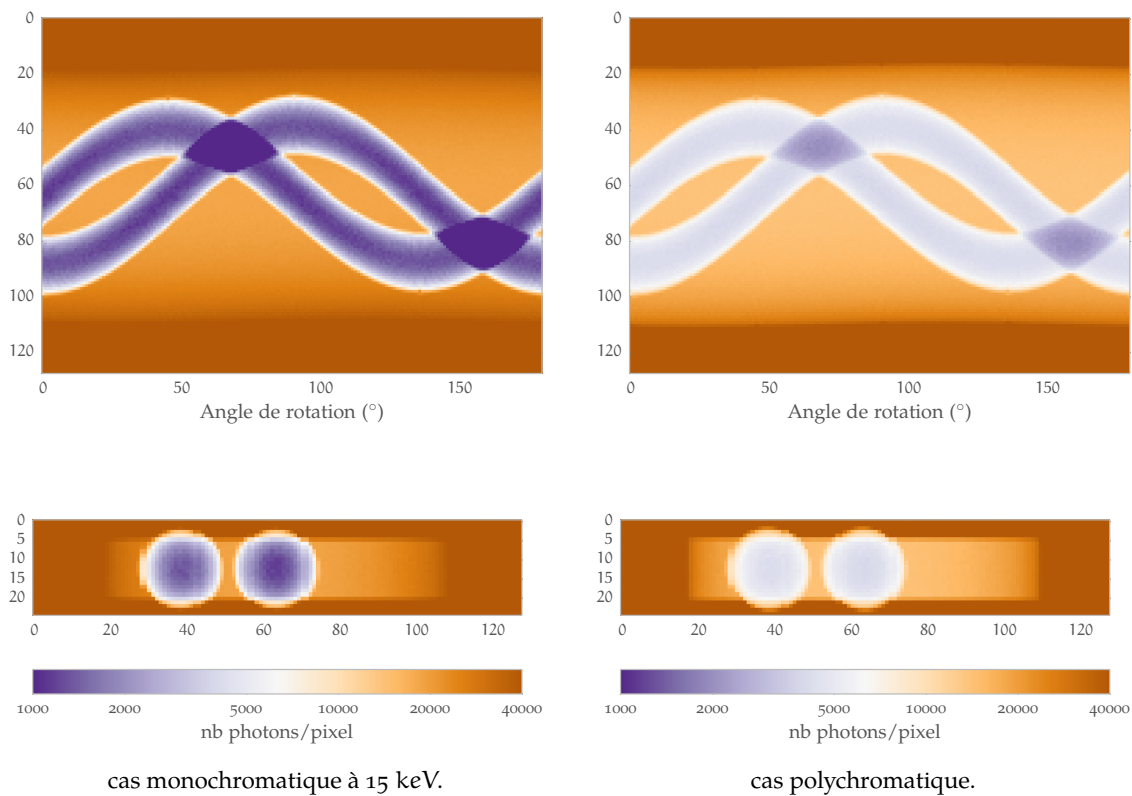 0
20
40
60
80
100
120
0 50 100 150
Angle de rotation (°)
0
20
40
60
80
100
120
0 50 100 150
Angle de rotation (°)
0
5
10
15
20
0 20 40 60 80 100 120
1000 2000 5000 10000 20000 40000
nb photons/pixel
cas monochromatique à 15 keV.
0
5
10
15
20
0 20 40 60 80 100 120
1000 2000 5000 10000 20000 40000
nb photons/pixel
cas polychromatique.